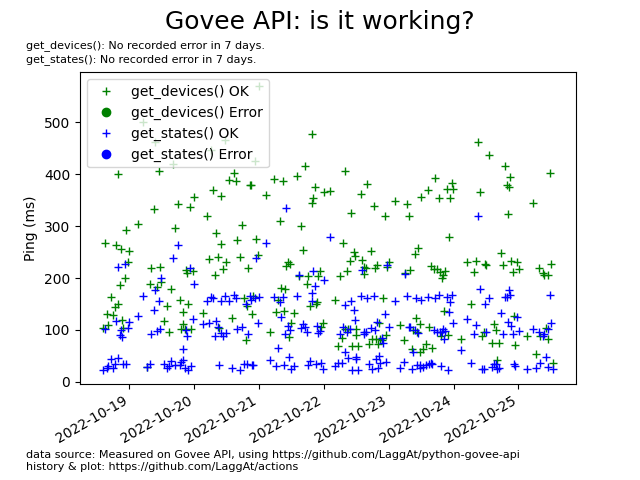 Govee API: is it working?
get_devices(): No recorded error in 7 days.
get_states(): No recorded error in 7 days.
get_devices() OK
get_devices() Error
get_states() OK
get_states() Error
Ping (ms)
500
400
300
200
100
0
2022-10-19
2022-10-20
2022-10-21
2022-10-22
2022-10-23
2022-10-24
2022-10-25
data source: Measured on Govee API, using https://github.com/LaggAt/python-govee-api
history & plot: https://github.com/LaggAt/actions